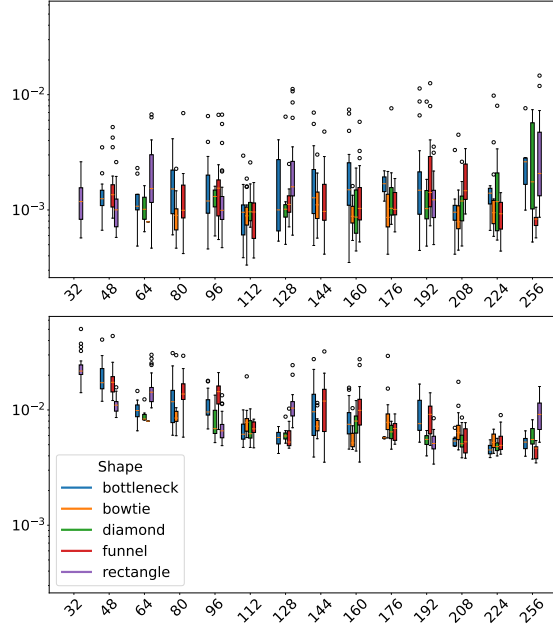 10⁻²
10⁻³
32 48 64 80 96 112 128 144 160 176 192 208 224 256
10⁻²
10⁻³
Shape
bottleneck
bowtie
diamond
funnel
rectangle
32 48 64 80 96 112 128 144 160 176 192 208 224 256